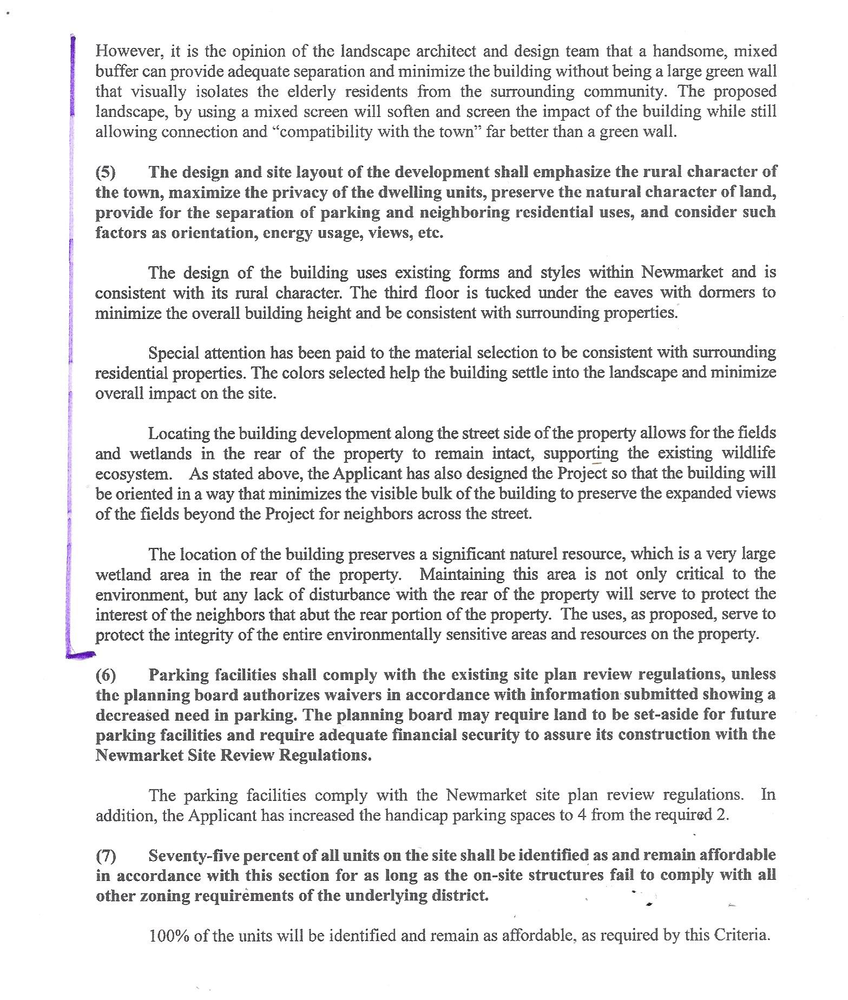 However, it is the opinion of the landscape architect and design team that a handsome, mixed
buffer can provide adequate separation and minimize the building without being a large green wall
that visually isolates the elderly residents from the surrounding community. The proposed
landscape, by using a mixed screen will soften and screen the impact of the building while still
allowing connection and “compatibility with the town” far better than a green wall.
(5) The design and site layout of the development shall emphasize the rural character of
the town, maximize the privacy of the dwelling units, preserve the natural character of land,
provide for the separation of parking and neighboring residential uses, and consider such
factors as orientation, energy usage, views, etc.
The design of the building uses existing forms and styles within Newmarket and is
consistent with its rural character. The third floor is tucked under the eaves with dormers to
minimize the overall building height and be consistent with surrounding properties.
Special attention has been paid to the material selection to be consistent with surrounding
residential properties. The colors selected help the building settle into the landscape and minimize
overall impact on the site.
Locating the building development along the street side of the property allows for the fields
and wetlands in the rear of the property to remain intact, supporting the existing wildlife
ecosystem. As stated above, the Applicant has also designed the Project so that the building will
be oriented in a way that minimizes the visible bulk of the building to preserve the expanded views
of the fields beyond the Project for neighbors across the street.
The location of the building preserves a significant naturel resource, which is a very large
wetland area in the rear of the property. Maintaining this area is not only critical to the
environment, but any lack of disturbance with the rear of the property will serve to protect the
interest of the neighbors that abut the rear portion of the property. The uses, as proposed, serve to
protect the integrity of the entire environmentally sensitive areas and resources on the property.
(6) Parking facilities shall comply with the existing site plan review regulations, unless
the planning board authorizes waivers in accordance with information submitted showing a
decreased need in parking. The planning board may require land to be set-aside for future
parking facilities and require adequate financial security to assure its construction with the
Newmarket Site Review Regulations.
The parking facilities comply with the Newmarket site plan review regulations. In
addition, the Applicant has increased the handicap parking spaces to 4 from the required 2.
(7) Seventy-five percent of all units on the site shall be identified as and remain affordable
in accordance with this section for as long as the on-site structures fail to comply with all
other zoning requirements of the underlying district.
100% of the units will be identified and remain as affordable, as required by this Criteria.